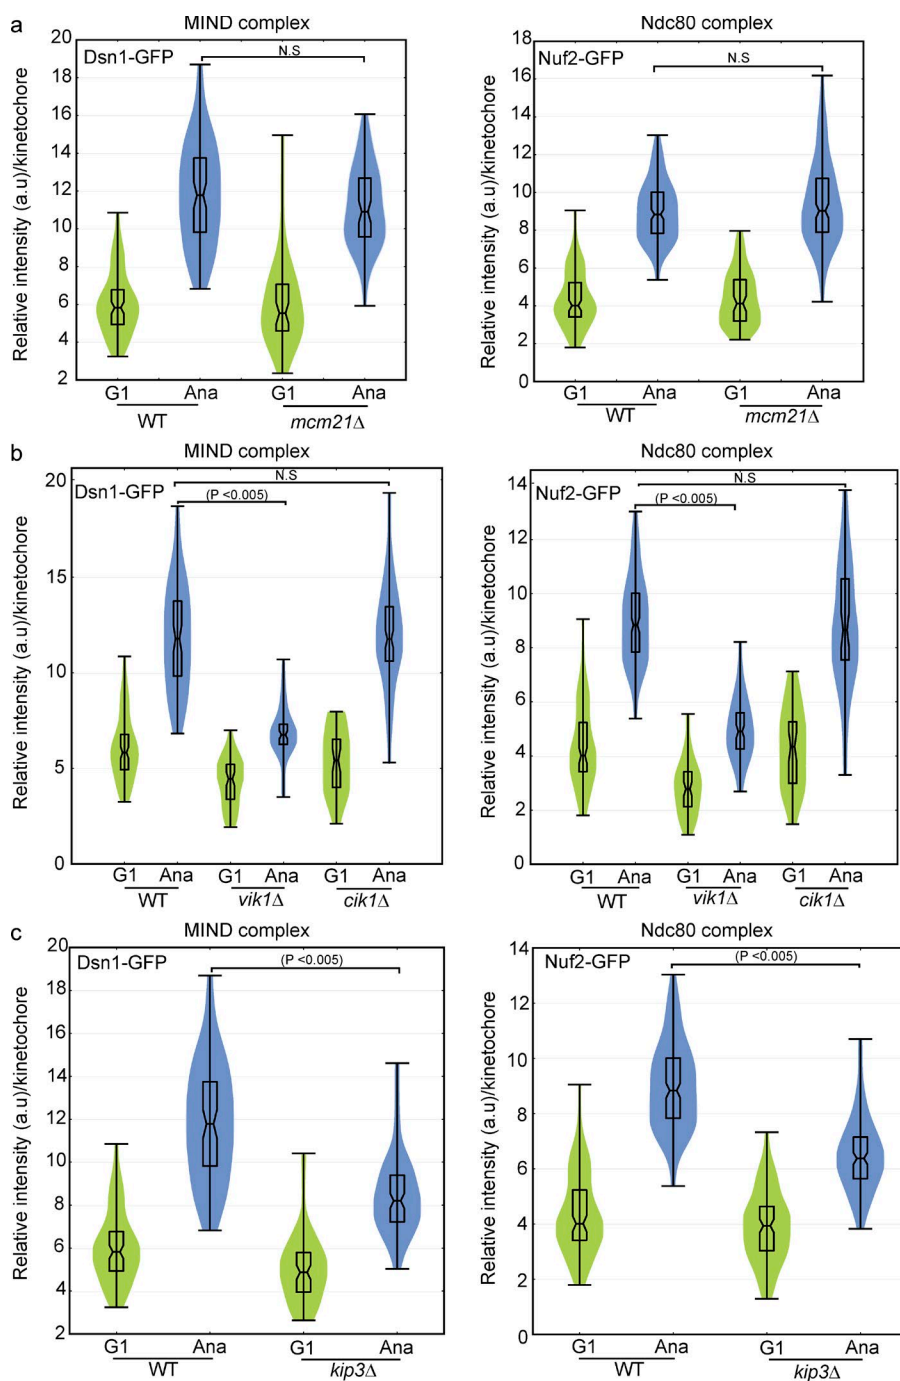 a
MIND complex
Dsn1-GFP
N.S
Relative intensity (a.u)/kinetochore
20
18
16
14
12
10
8
6
4
2
G1 Ana G1 Ana
WT mcm21Δ
Ndc80 complex
Nuf2-GFP
N.S
Relative intensity (a.u)/kinetochore
18
16
14
12
10
8
6
4
2
0
G1 Ana G1 Ana
WT mcm21Δ
b
MIND complex
Dsn1-GFP
N.S
(P <0.005)
Relative intensity (a.u)/kinetochore
20
15
10
5
0
G1 Ana G1 Ana G1 Ana
WT vik1Δ cik1Δ
Ndc80 complex
Nuf2-GFP
N.S
(P <0.005)
Relative intensity (a.u)/kinetochore
14
12
10
8
6
4
2
0
G1 Ana G1 Ana G1 Ana
WT vik1Δ cik1Δ
c
MIND complex
Dsn1-GFP
(P <0.005)
Relative intensity (a.u)/kinetochore
20
18
16
14
12
10
8
6
4
2
G1 Ana G1 Ana
WT kip3Δ
Ndc80 complex
Nuf2-GFP
(P <0.005)
Relative intensity (a.u)/kinetochore
14
12
10
8
6
4
2
0
G1 Ana G1 Ana
WT kip3Δ